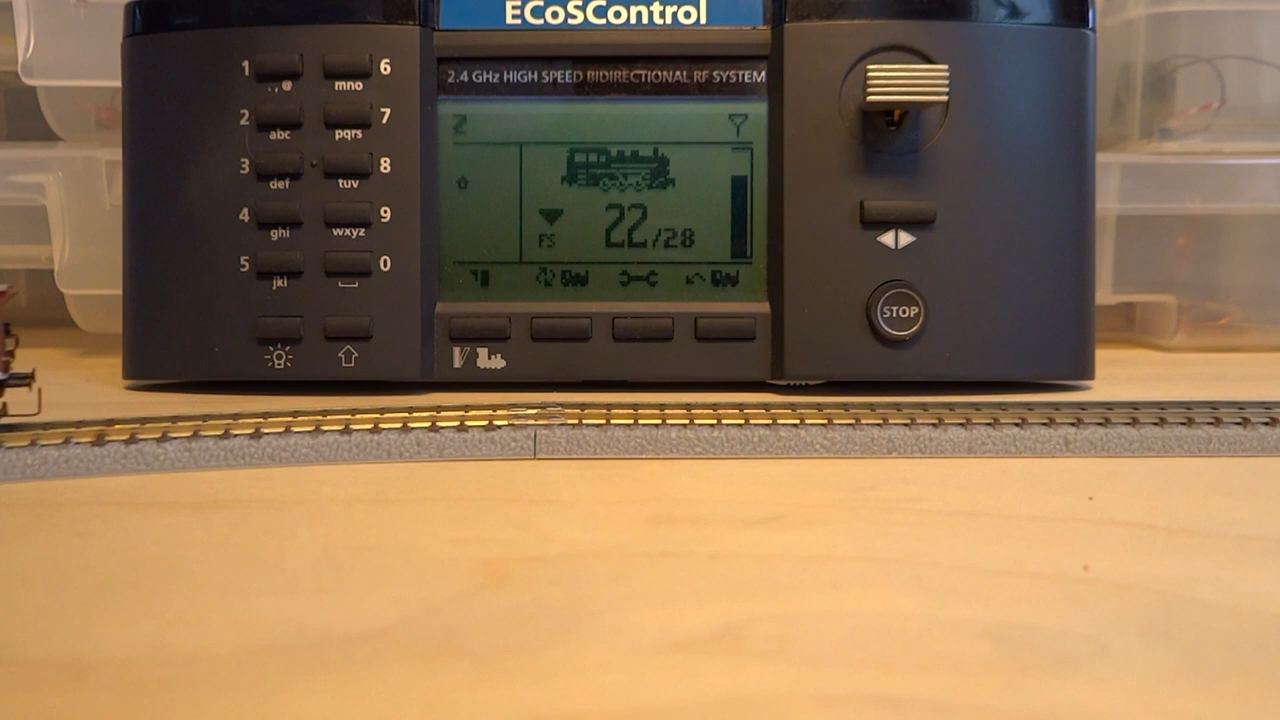 ECoSControl
2.4 GHz HIGH SPEED BIDIRECTIONAL RF SYSTEM
1 6
. , @ mno
2 7
abc pqrs
3 8
def tuv
4 9
ghi wxyz
5 0
jkl
22/28
FS
STOP